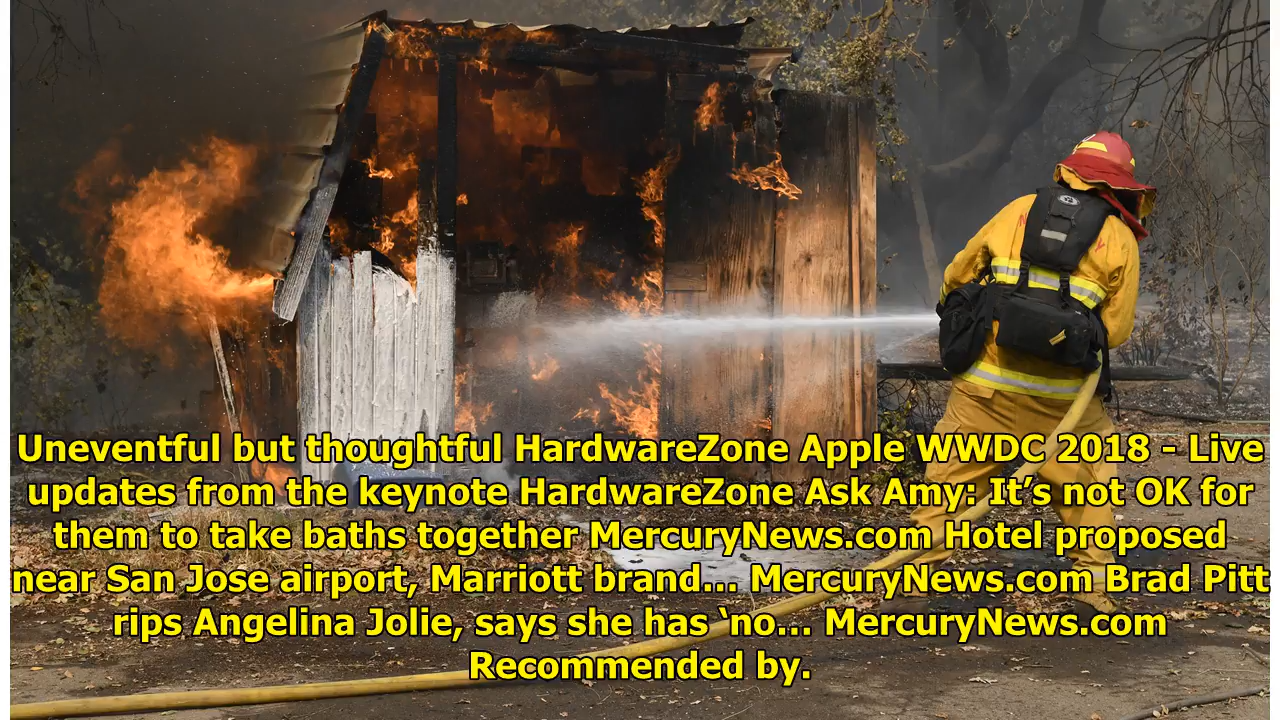 Uneventful but thoughtful HardwareZone Apple WWDC 2018 - Live
updates from the keynote HardwareZone Ask Amy: It’s not OK for
them to take baths together MercuryNews.com Hotel proposed
near San Jose airport, Marriott brand... MercuryNews.com Brad Pitt
rips Angelina Jolie, says she has ‘no... MercuryNews.com
Recommended by.